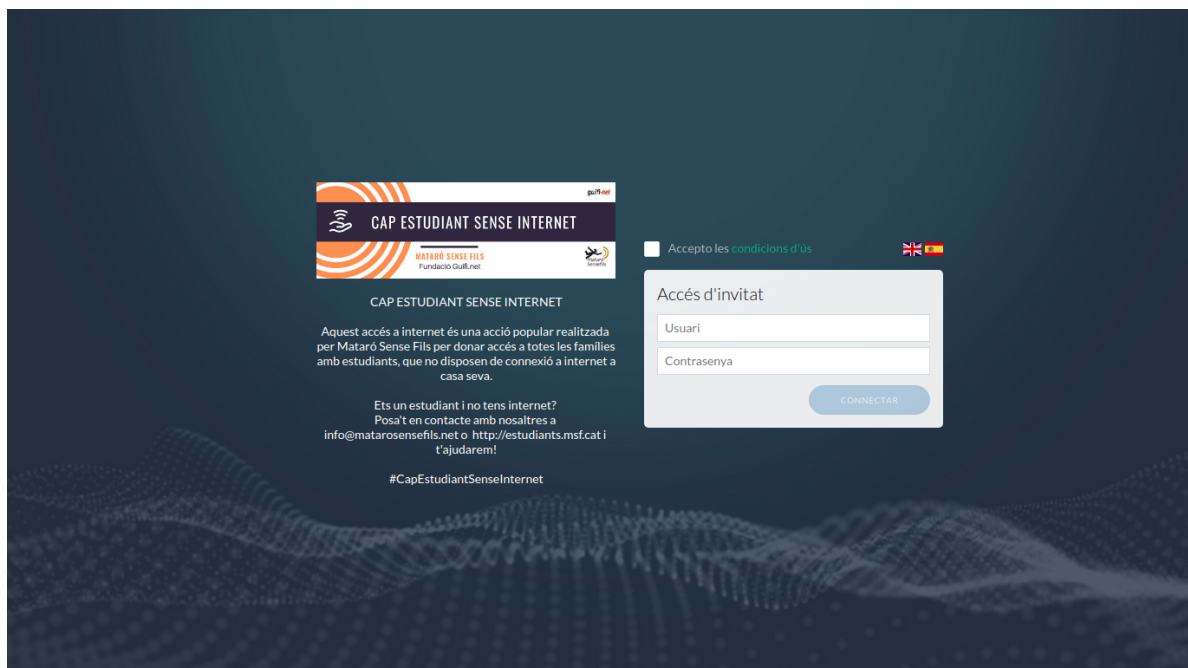 guifi·net
CAP ESTUDIANT SENSE INTERNET
MATARÓ SENSE FILS
Fundació Guifi.net
Mataró
Sensefils
CAP ESTUDIANT SENSE INTERNET
Aquest accés a internet és una acció popular realitzada
per Mataró Sense Fils per donar accés a totes les famílies
amb estudiants, que no disposen de connexió a internet a
casa seva.
Ets un estudiant i no tens internet?
Posa't en contacte amb nosaltres a
info@matarosensefils.net o http://estudiants.msf.cat i
t'ajudarem!
#CapEstudiantSenseInternet
Accepto les condicions d'ús
Accés d'invitat
Usuari
Contrasenya
CONNECTAR